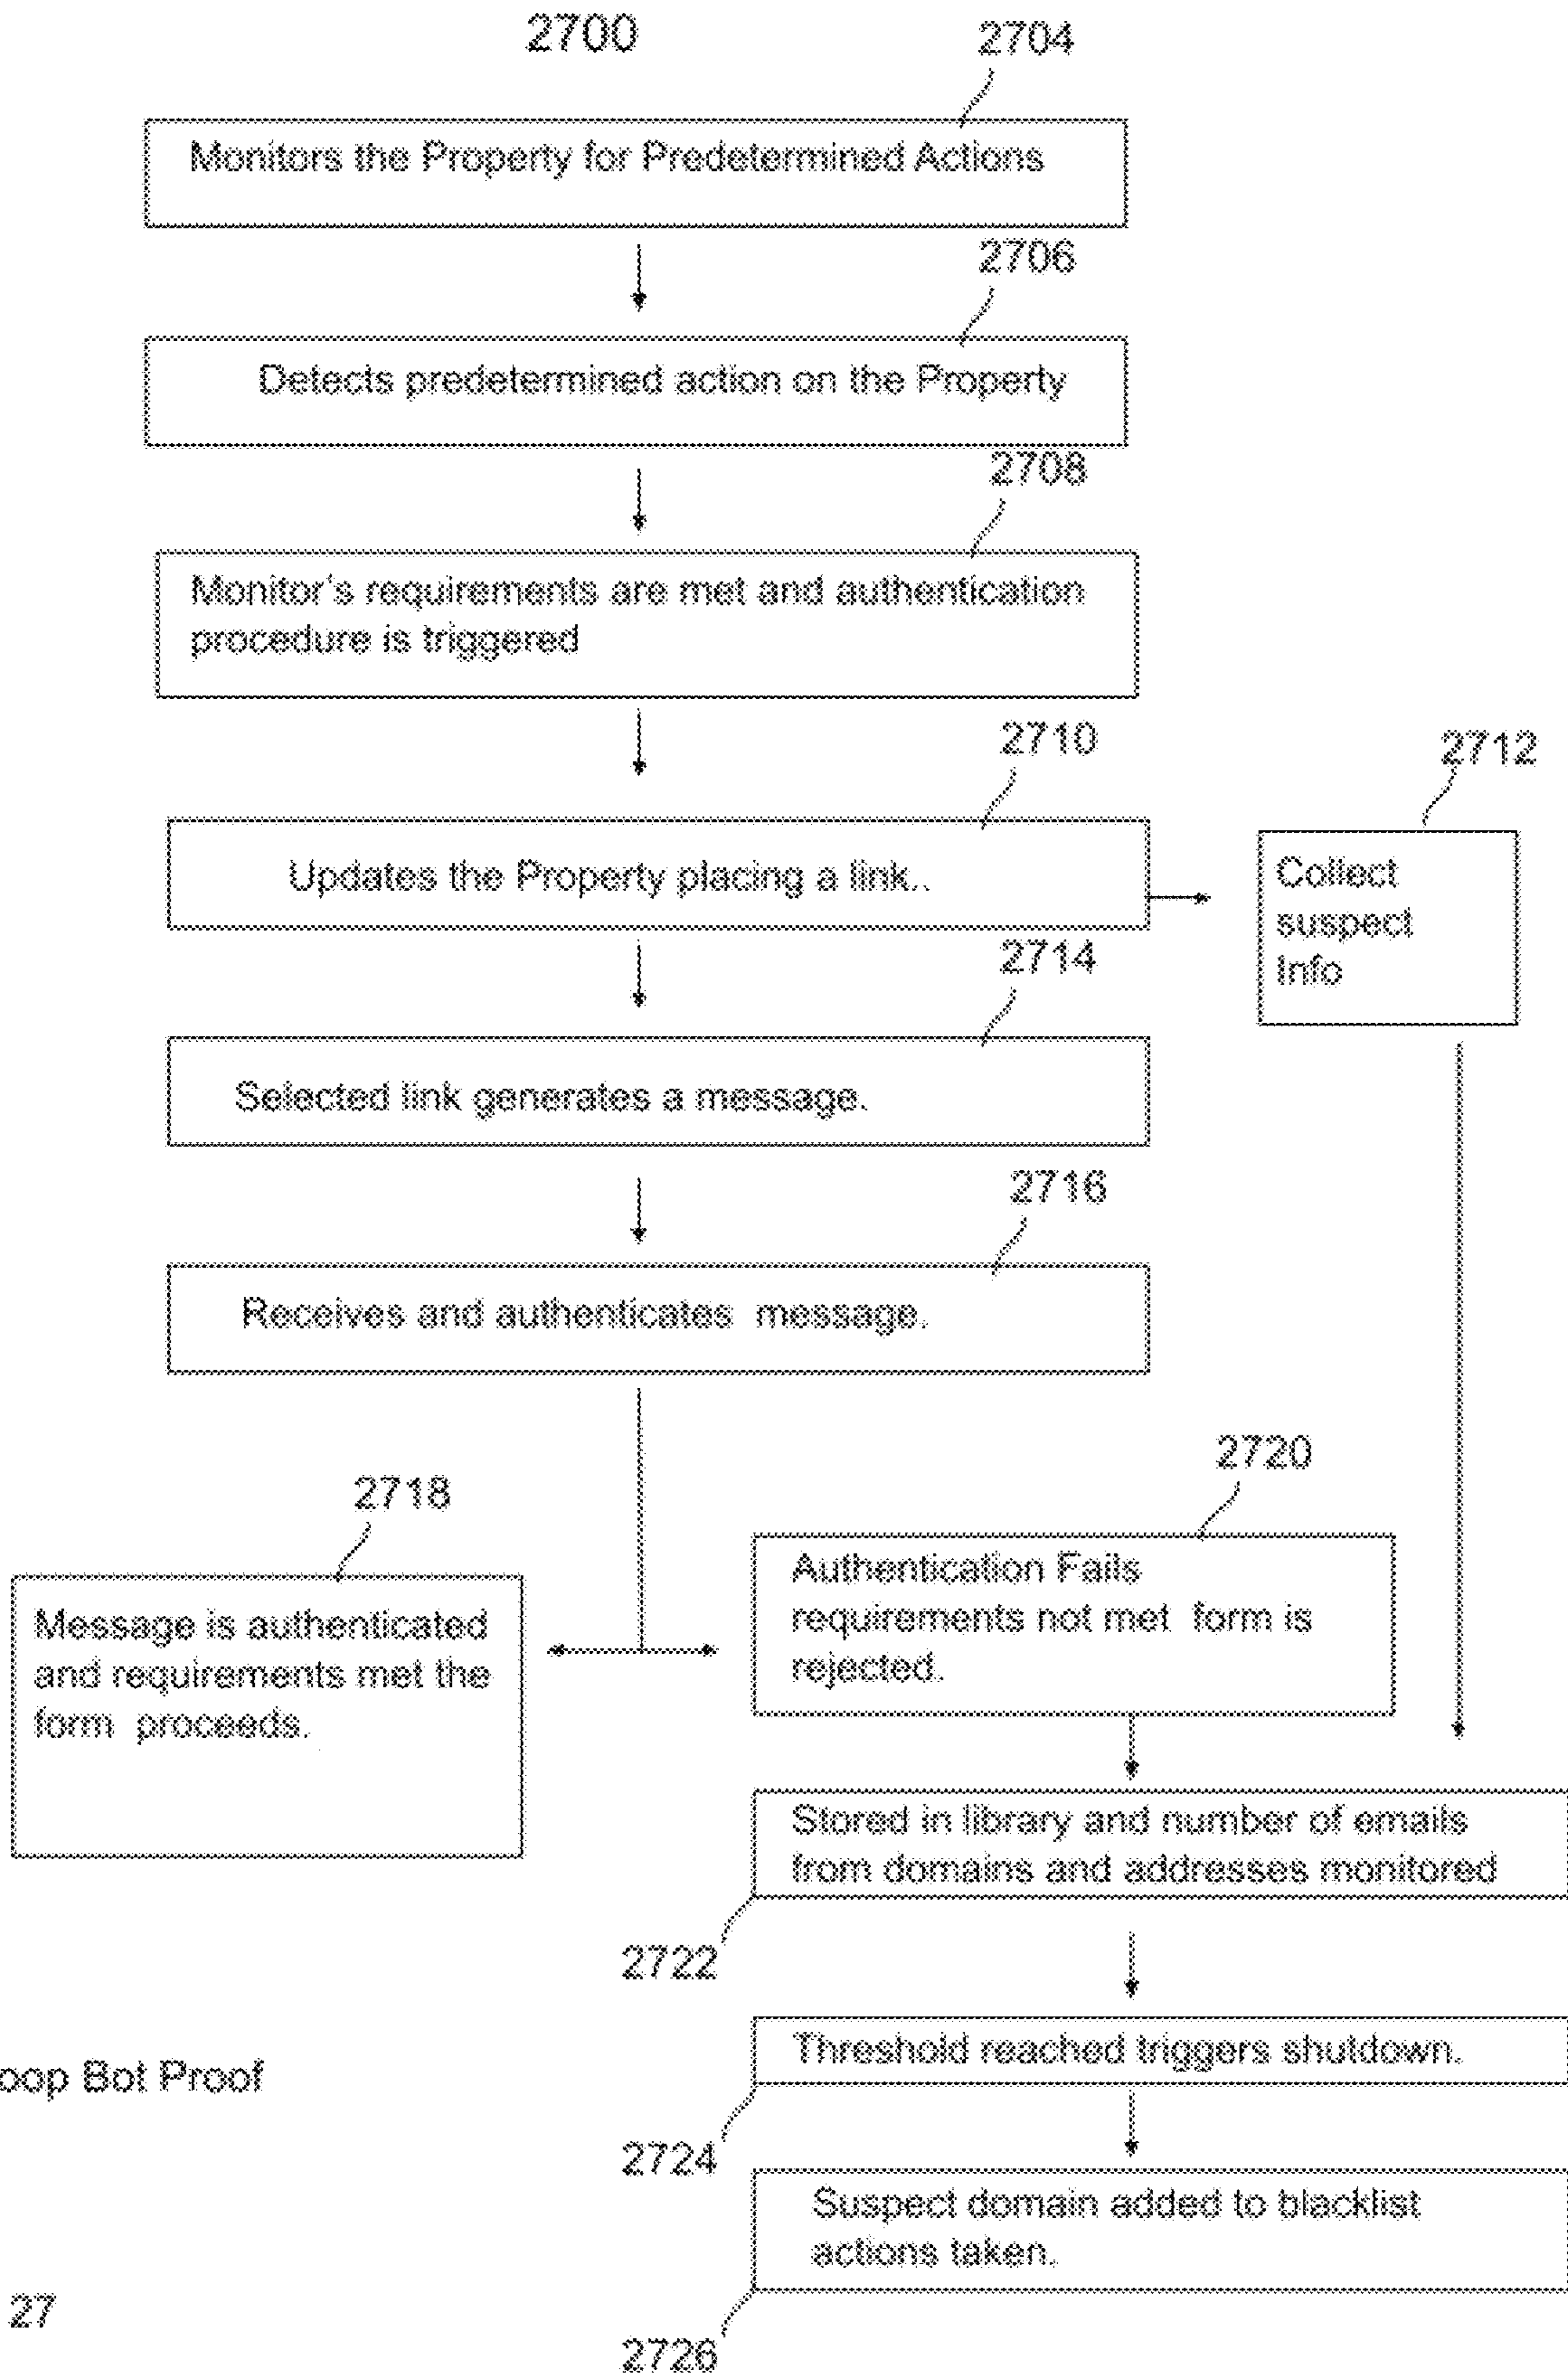 2700
2704
Monitors the Property for Predetermined Actions
2706
Detects predetermined action on the Property
2708
Monitor's requirements are met and authentication
procedure is triggered
2710
2712
Updates the Property placing a link..
Collect
suspect
Info
2714
Selected link generates a message.
2716
Receives and authenticates message.
2718
2720
Message is authenticated
and requirements met the
form proceeds.
Authentication Fails
requirements not met form is
rejected.
Stored in library and number of emails
from domains and addresses monitored
2722
Threshold reached triggers shutdown.
2724
oop Bot Proof
Suspect domain added to blacklist
actions taken.
2726
27